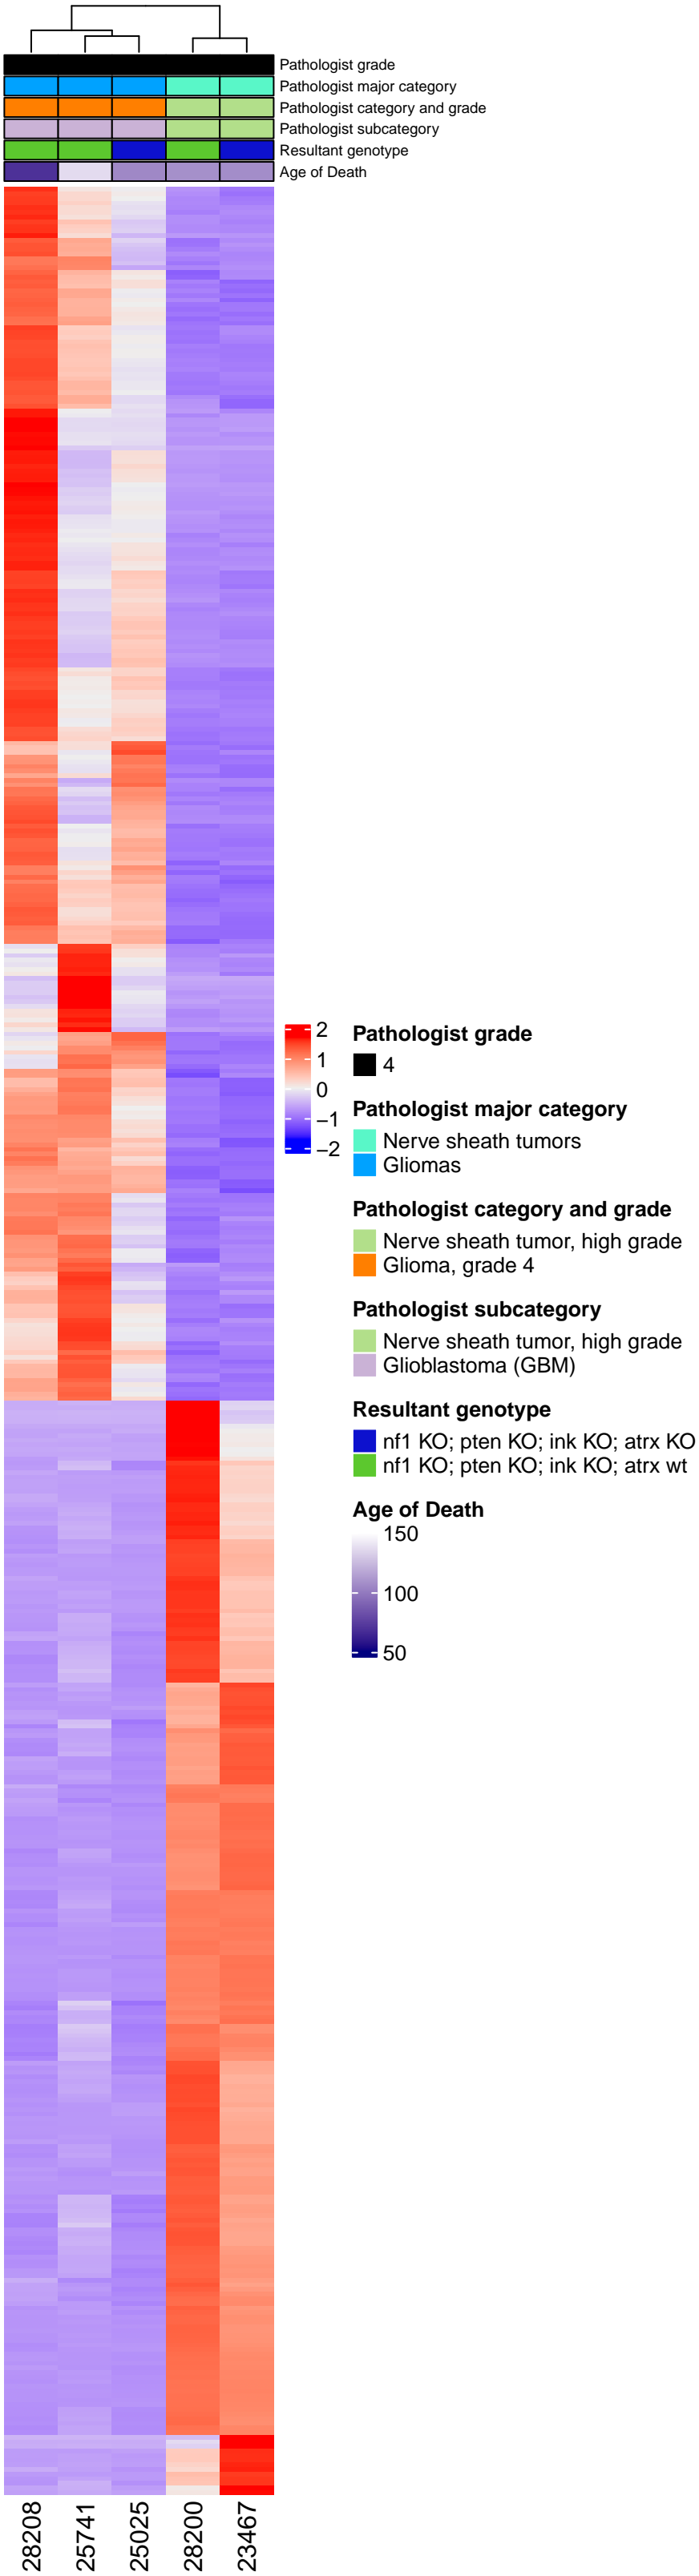 Pathologist grade
Pathologist major category
Pathologist category and grade
Pathologist subcategory
Resultant genotype
Age of Death
2
1
0
−1
−2
Pathologist grade
4
Pathologist major category
Nerve sheath tumors
Gliomas
Pathologist category and grade
Nerve sheath tumor, high grade
Glioma, grade 4
Pathologist subcategory
Nerve sheath tumor, high grade
Glioblastoma (GBM)
Resultant genotype
nf1 KO; pten KO; ink KO; atrx KO
nf1 KO; pten KO; ink KO; atrx wt
Age of Death
150
100
50
28208
25741
25025
28200
23467